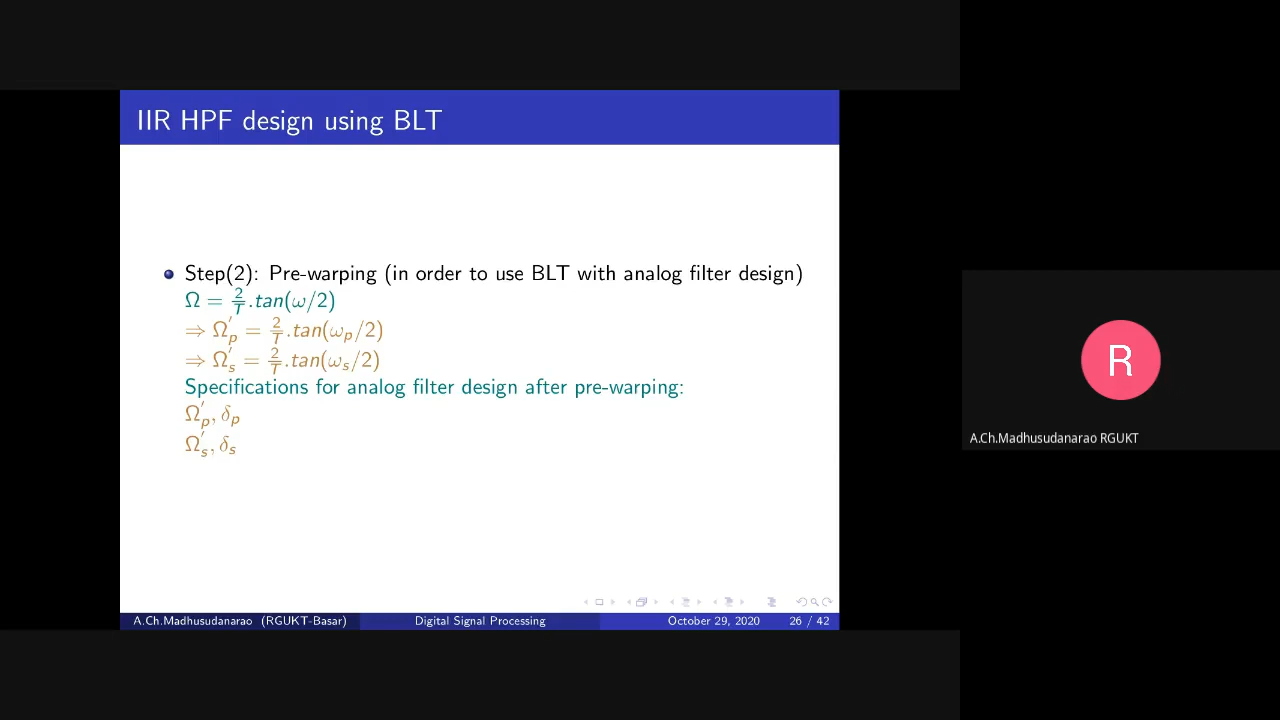 IIR HPF design using BLT
Step(2): Pre-warping (in order to use BLT with analog filter design)
Ω = 2/T .tan(ω/2)
⇒ Ω′p = 2/T .tan(ωp/2)
⇒ Ω′s = 2/T .tan(ωs/2)
Specifications for analog filter design after pre-warping:
Ω′p, δp
Ω′s, δs
A.Ch.Madhusudanarao (RGUKT-Basar) Digital Signal Processing October 29, 2020 26 / 42
R
A.Ch.Madhusudanarao RGUKT